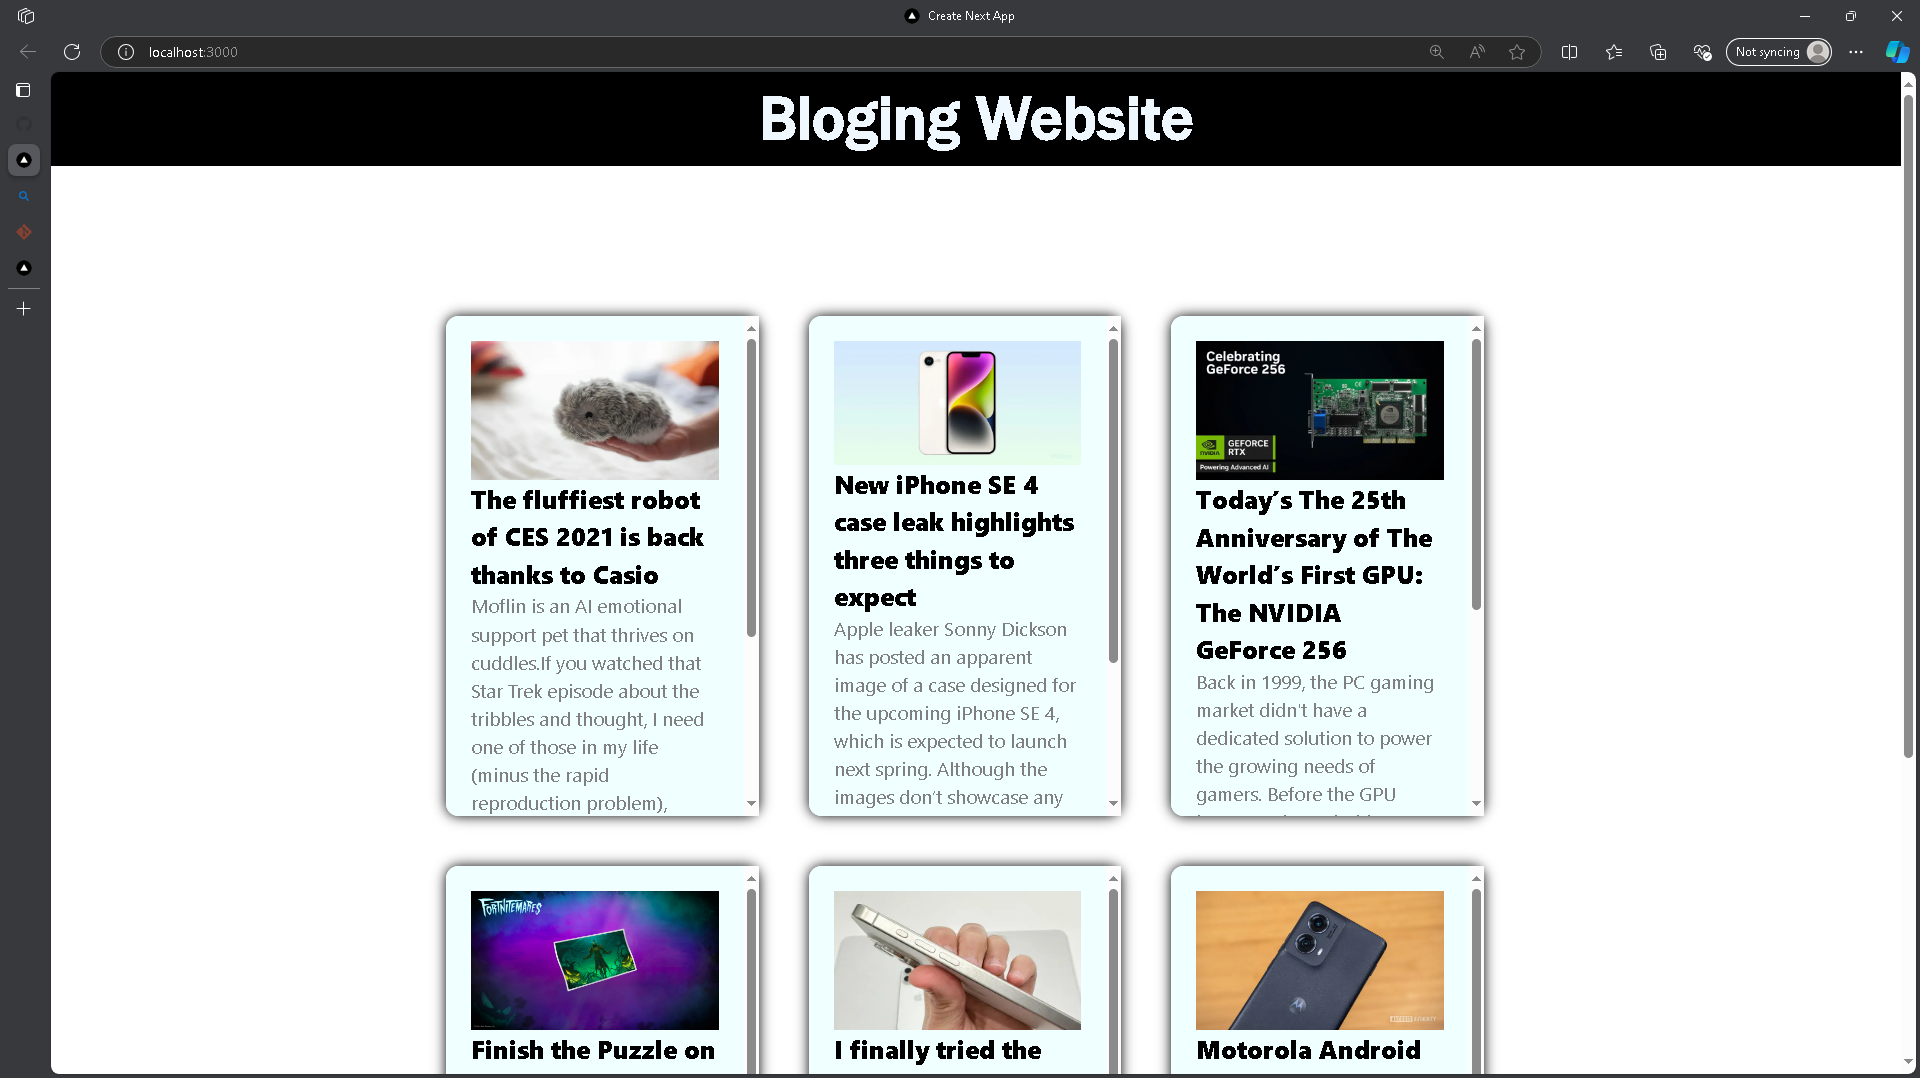 Create Next App
localhost:3000
Not syncing
Bloging Website
The fluffiest robot
of CES 2021 is back
thanks to Casio
Moflin is an AI emotional
support pet that thrives on
cuddles.If you watched that
Star Trek episode about the
tribbles and thought, I need
one of those in my life
(minus the rapid
reproduction problem),
New iPhone SE 4
case leak highlights
three things to
expect
Apple leaker Sonny Dickson
has posted an apparent
image of a case designed for
the upcoming iPhone SE 4,
which is expected to launch
next spring. Although the
images don’t showcase any
Celebrating
GeForce 256
NVIDIA
GEFORCE
RTX
Powering Advanced AI
Today’s The 25th
Anniversary of The
World’s First GPU:
The NVIDIA
GeForce 256
Back in 1999, the PC gaming
market didn't have a
dedicated solution to power
the growing needs of
gamers. Before the GPU
FORTNITEMARES
Finish the Puzzle on
I finally tried the
Motorola Android